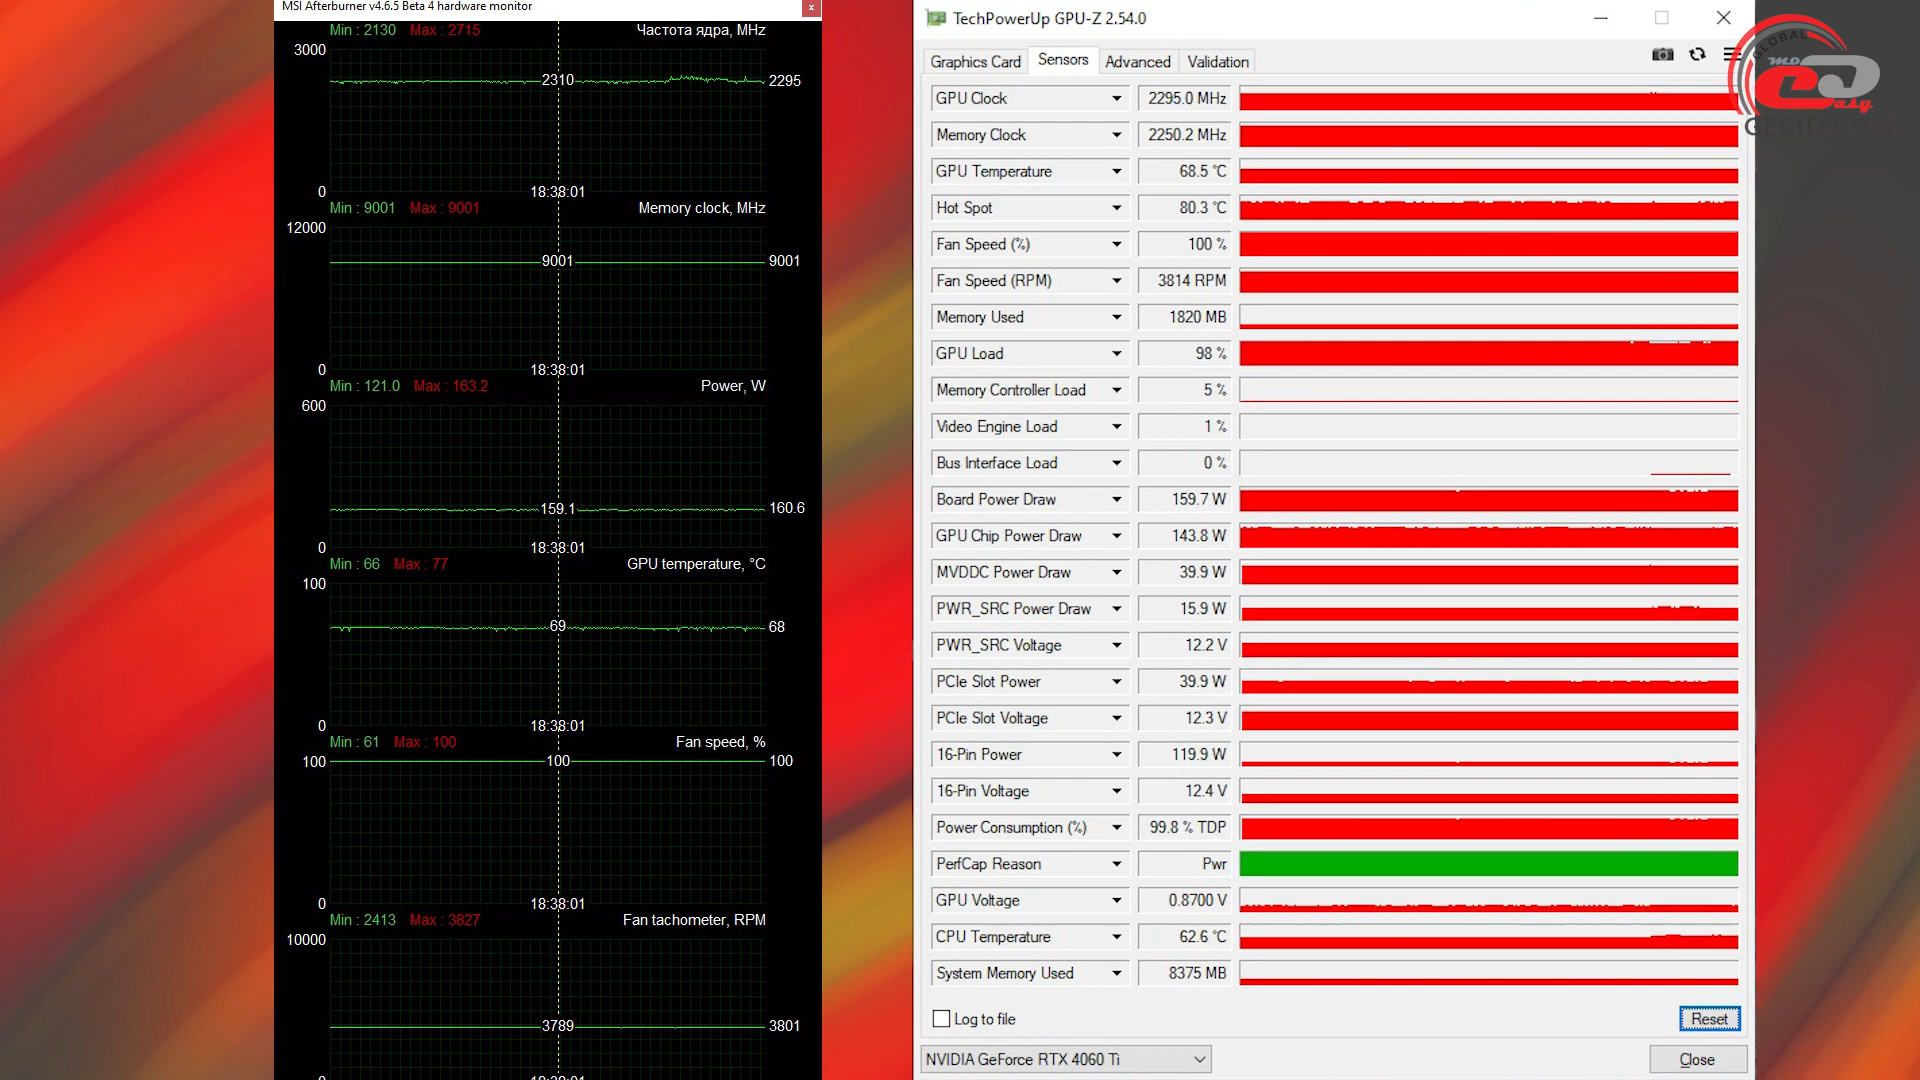 MSI Afterburner v4.6.5 Beta 4 hardware monitor
x
Min : 2130 Max : 2715 Частота ядра, MHz
3000
2310 2295
0 18:38:01
Min : 9001 Max : 9001 Memory clock, MHz
12000
9001 9001
0 18:38:01
Min : 121.0 Max : 163.2 Power, W
600
159.1 160.6
0 18:38:01
Min : 66 Max : 77 GPU temperature, °C
100
69 68
0 18:38:01
Min : 61 Max : 100 Fan speed, %
100 100 100
0 18:38:01
Min : 2413 Max : 3827 Fan tachometer, RPM
10000
3789 3801
0 18:38:01
TechPowerUp GPU-Z 2.54.0
Graphics Card Sensors Advanced Validation
GPU Clock 2295.0 MHz
Memory Clock 2250.2 MHz
GPU Temperature 68.5 °C
Hot Spot 80.3 °C
Fan Speed (%) 100 %
Fan Speed (RPM) 3814 RPM
Memory Used 1820 MB
GPU Load 98 %
Memory Controller Load 5 %
Video Engine Load 1 %
Bus Interface Load 0 %
Board Power Draw 159.7 W
GPU Chip Power Draw 143.8 W
MVDDC Power Draw 39.9 W
PWR_SRC Power Draw 15.9 W
PWR_SRC Voltage 12.2 V
PCIe Slot Power 39.9 W
PCIe Slot Voltage 12.3 V
16-Pin Power 119.9 W
16-Pin Voltage 12.4 V
Power Consumption (%) 99.8 % TDP
PerfCap Reason Pwr
GPU Voltage 0.8700 V
CPU Temperature 62.6 °C
System Memory Used 8375 MB
Log to file Reset
NVIDIA GeForce RTX 4060 Ti Close
GLOBAL
GECID.COM